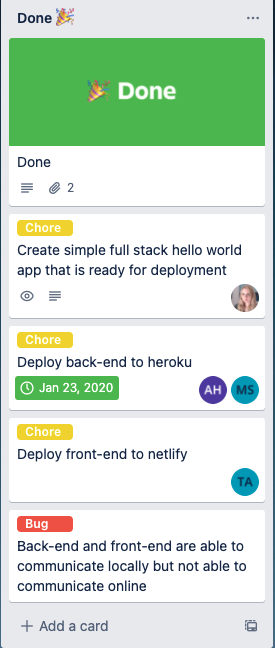 Done 🎉
🎉 Done
Done
2
Chore
Create simple full stack hello world
app that is ready for deployment
Chore
Deploy back-end to heroku
Jan 23, 2020
AH
MS
Chore
Deploy front-end to netlify
TA
Bug
Back-end and front-end are able to
communicate locally but not able to
communicate online
+ Add a card